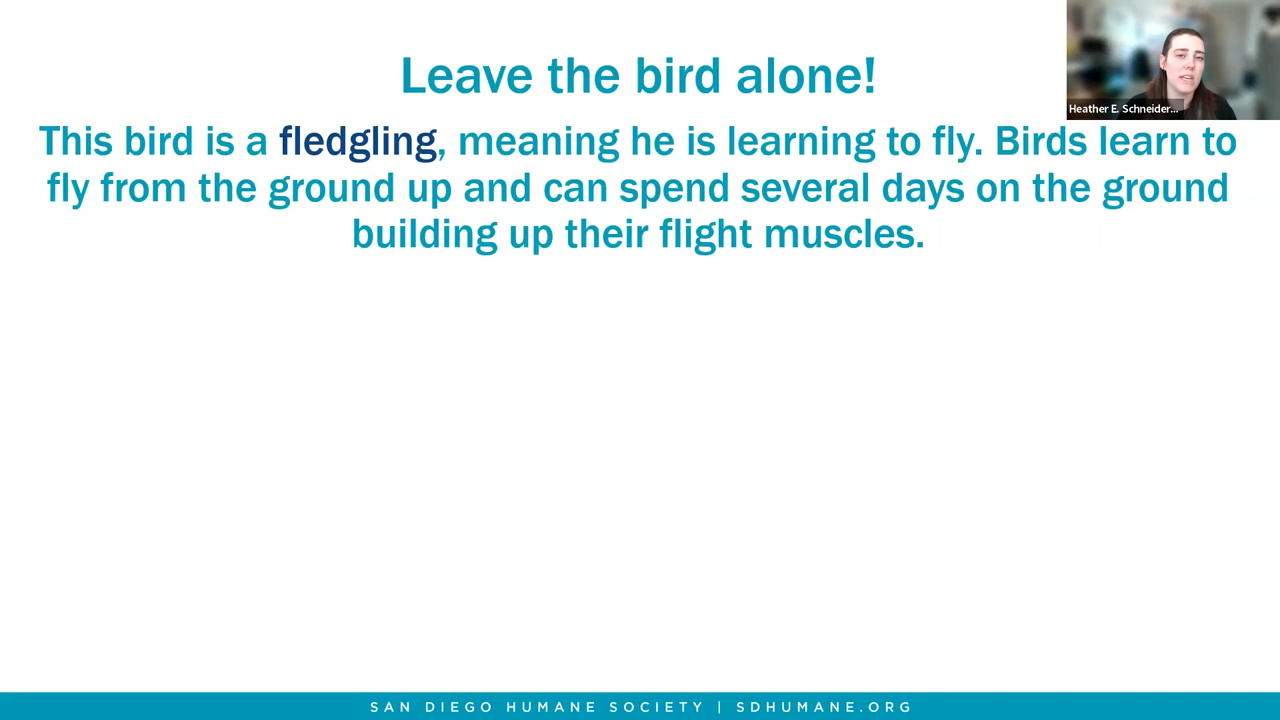 Leave the bird alone!
Heather E. Schneider...
This bird is a fledgling, meaning he is learning to fly. Birds learn to
fly from the ground up and can spend several days on the ground
building up their flight muscles.
SAN DIEGO HUMANE SOCIETY | SDHUMANE.ORG